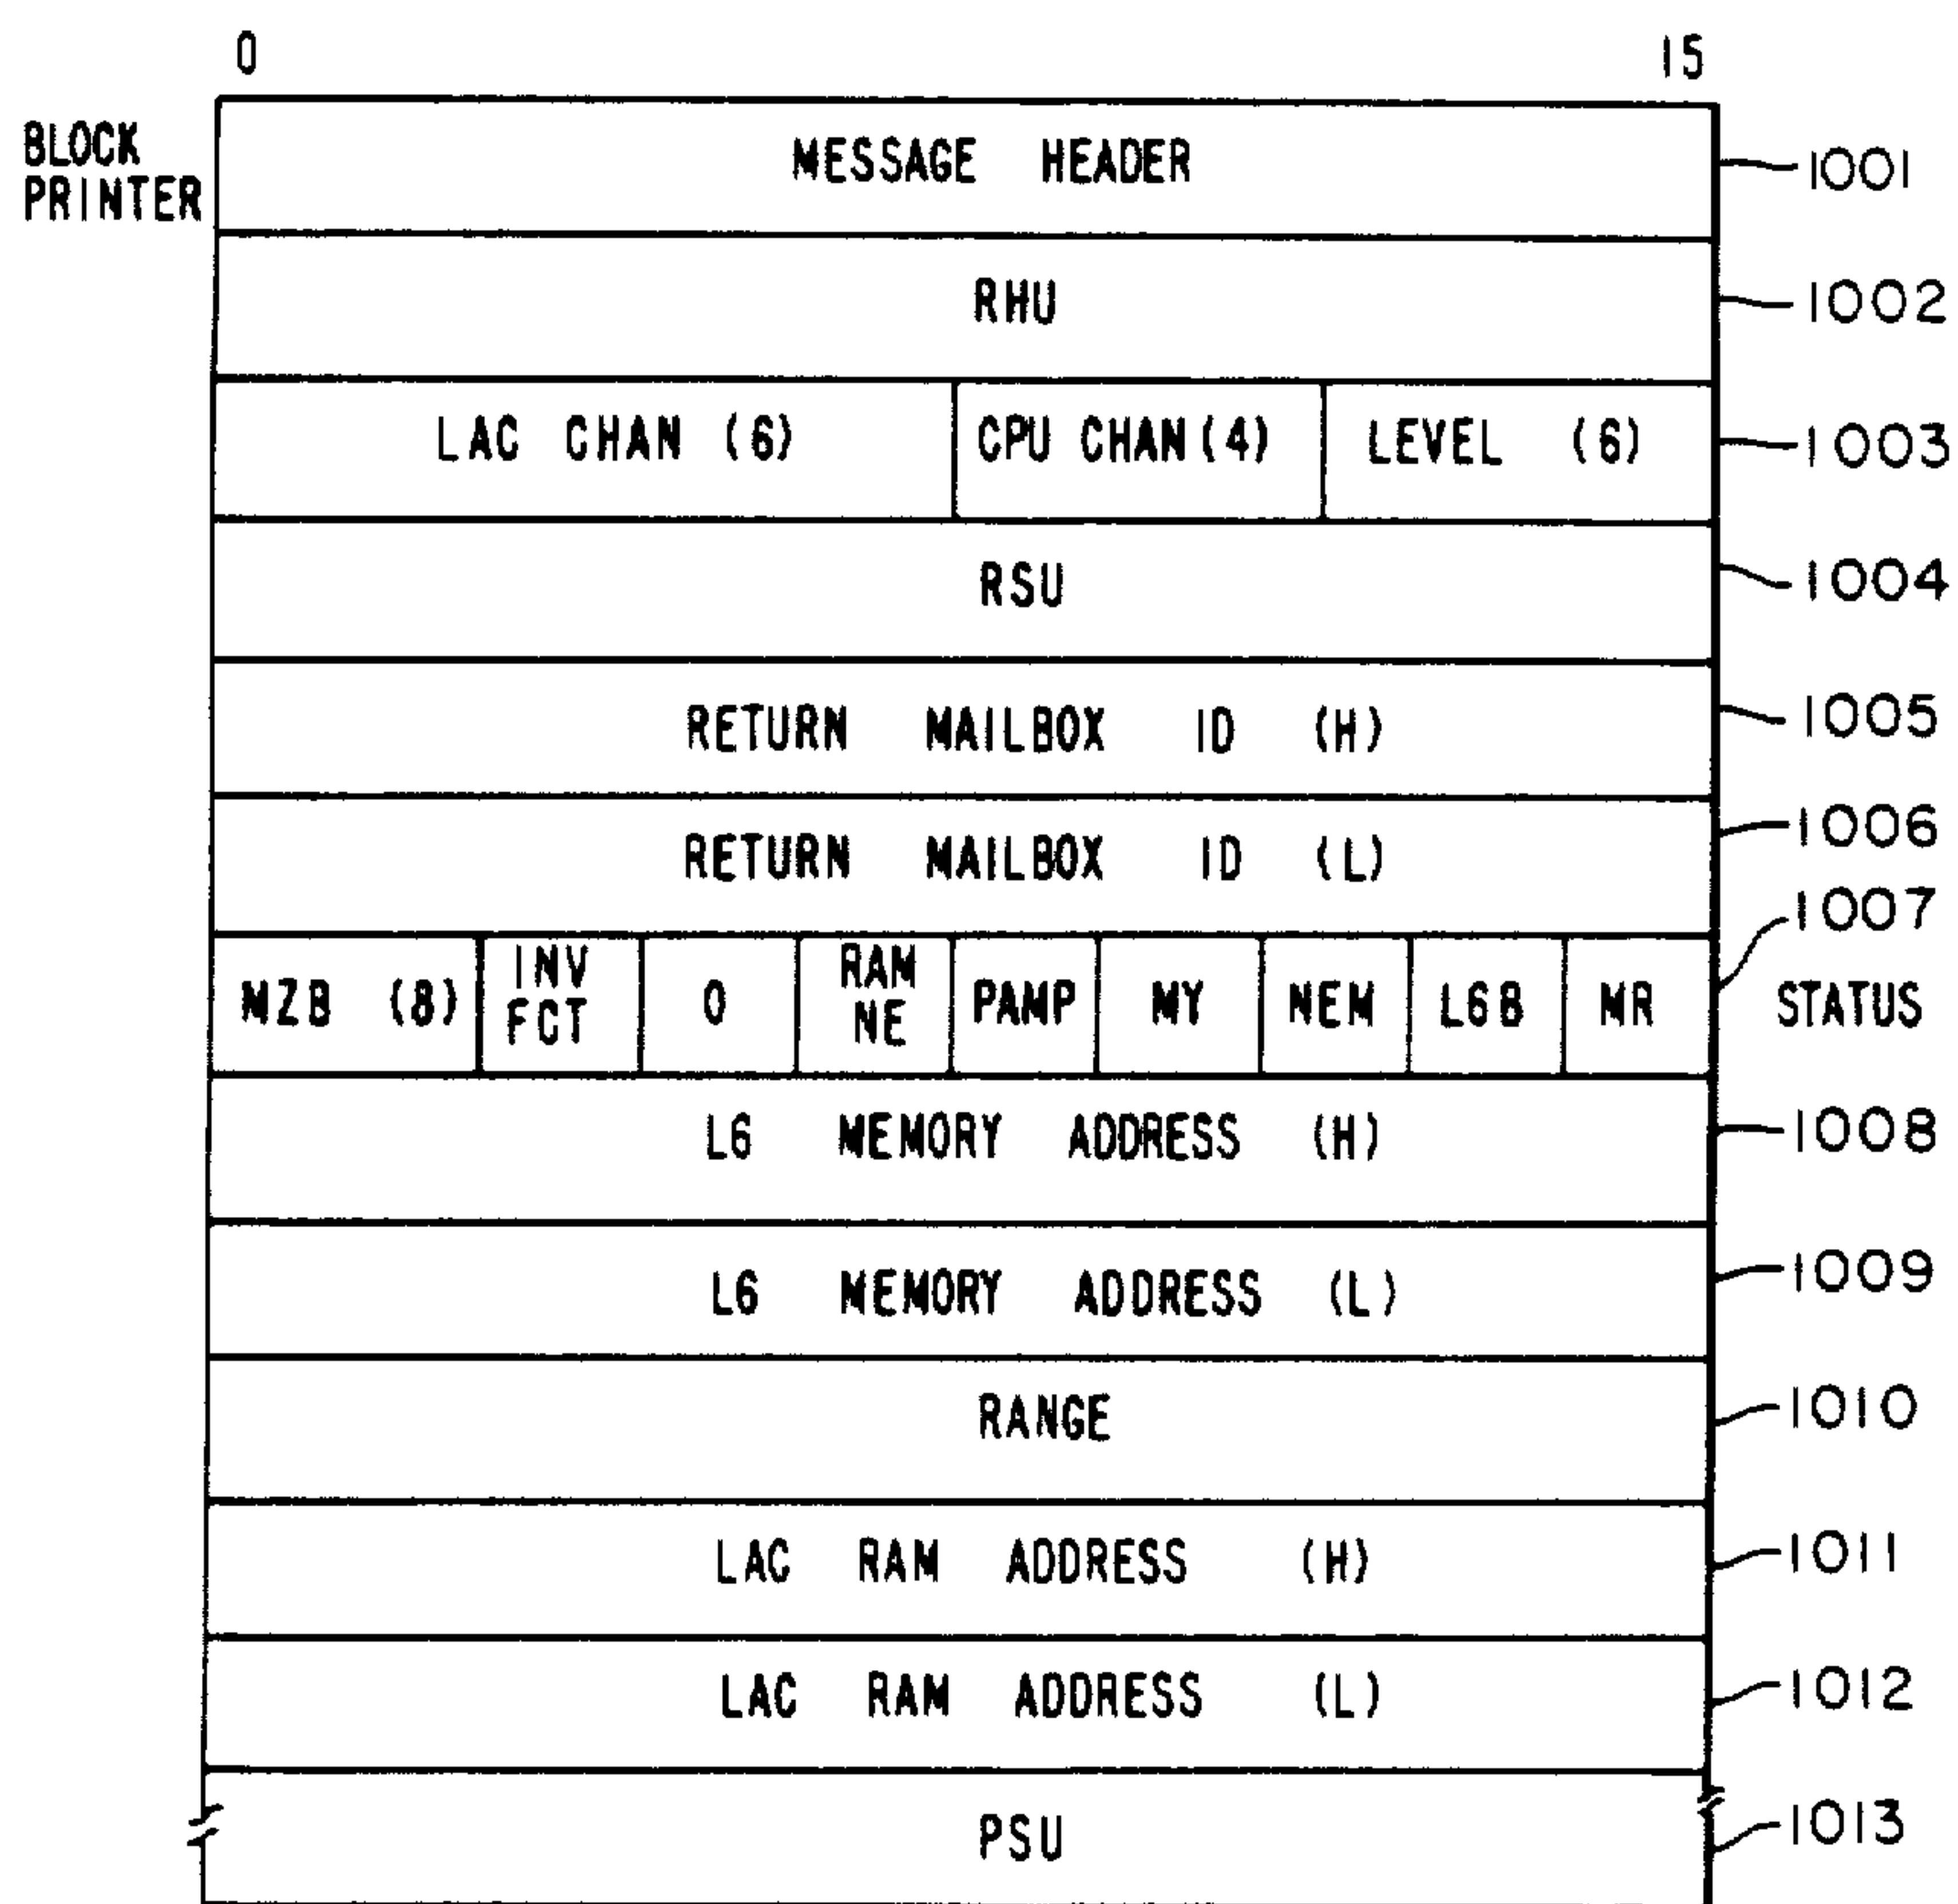 0 15
BLOCK
PRINTER
MESSAGE HEADER 1001
RHU 1002
LAC CHAN (6) CPU CHAN (4) LEVEL (6) 1003
RSU 1004
RETURN MAILBOX ID (H) 1005
RETURN MAILBOX ID (L) 1006
1007
MZB (8) INV FCT 0 RAM NE PAMP MY NEM L6B MR STATUS
L6 MEMORY ADDRESS (H) 1008
L6 MEMORY ADDRESS (L) 1009
RANGE 1010
LAC RAM ADDRESS (H) 1011
LAC RAM ADDRESS (L) 1012
PSU 1013